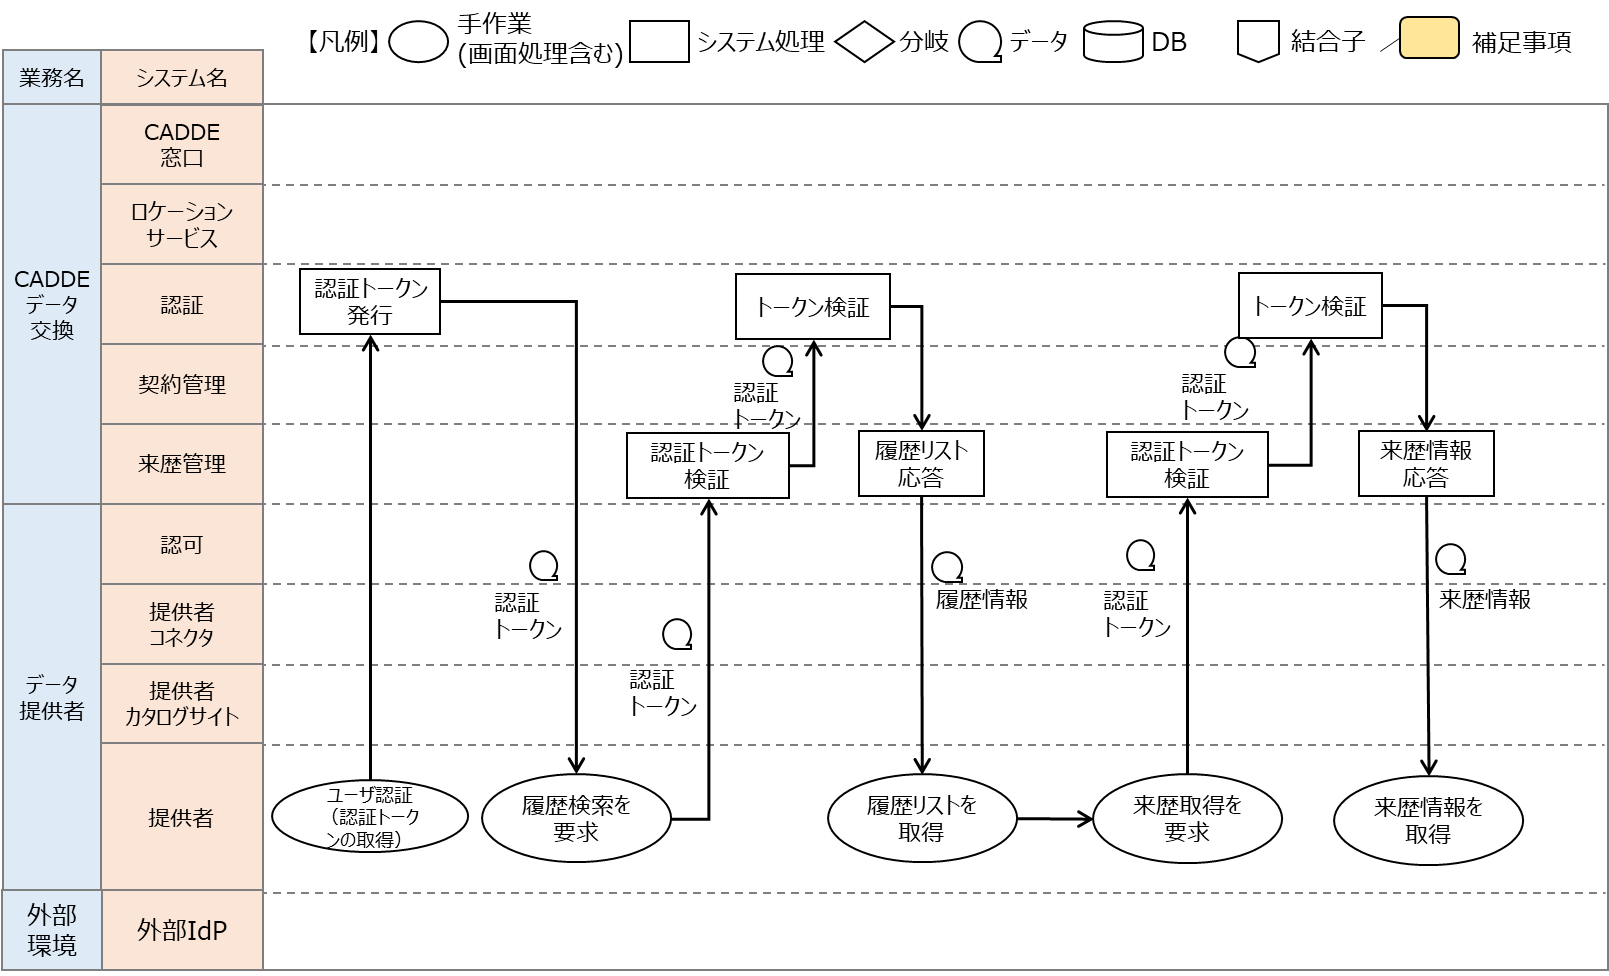 【凡例】
手作業
(画面処理含む)
システム処理
分岐
データ
DB
結合子
補足事項
業務名
システム名
CADDE
データ
交換
CADDE
窓口
ロケーション
サービス
認証
契約管理
来歴管理
データ
提供者
認可
提供者
コネクタ
提供者
カタログサイト
提供者
外部
環境
外部IdP
認証トークン
発行
トークン検証
トークン検証
認証
トークン
認証
トークン
認証トークン
検証
履歴リスト
応答
認証トークン
検証
来歴情報
応答
認証
トークン
履歴情報
認証
トークン
来歴情報
認証
トークン
ユーザ認証
（認証トーク
ンの取得）
履歴検索を
要求
履歴リストを
取得
来歴取得を
要求
来歴情報を
取得